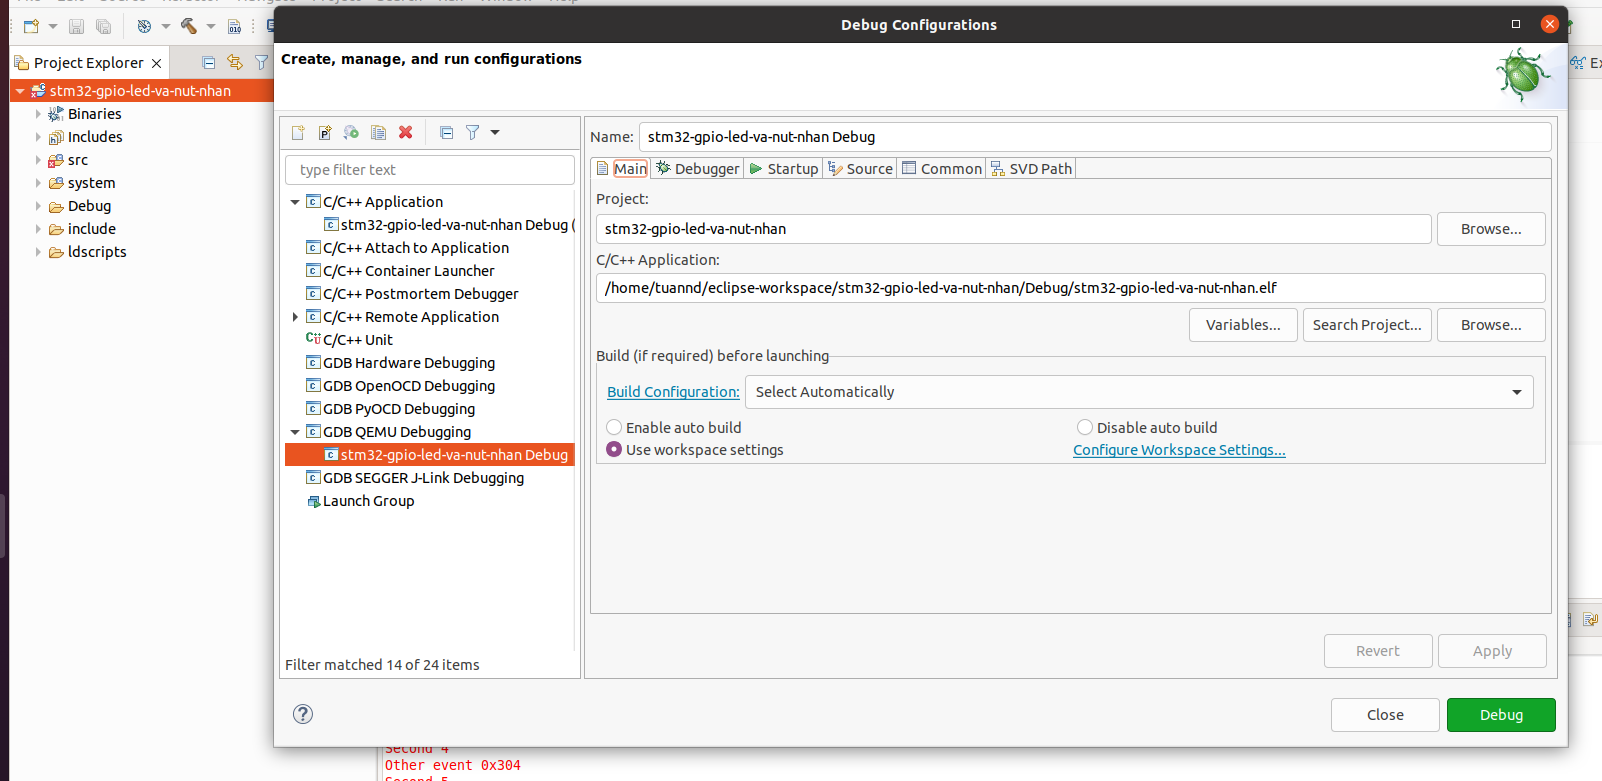 Debug Configurations
Create, manage, and run configurations
Project Explorer
stm32-gpio-led-va-nut-nhan
Binaries
Includes
src
system
Debug
include
ldscripts
type filter text
C/C++ Application
stm32-gpio-led-va-nut-nhan Debug (
C/C++ Attach to Application
C/C++ Container Launcher
C/C++ Postmortem Debugger
C/C++ Remote Application
C/C++ Unit
GDB Hardware Debugging
GDB OpenOCD Debugging
GDB PyOCD Debugging
GDB QEMU Debugging
stm32-gpio-led-va-nut-nhan Debug
GDB SEGGER J-Link Debugging
Launch Group
Filter matched 14 of 24 items
Name: stm32-gpio-led-va-nut-nhan Debug
Main Debugger Startup Source Common SVD Path
Project:
stm32-gpio-led-va-nut-nhan Browse...
C/C++ Application:
/home/tuannd/eclipse-workspace/stm32-gpio-led-va-nut-nhan/Debug/stm32-gpio-led-va-nut-nhan.elf
Variables... Search Project... Browse...
Build (if required) before launching
Build Configuration: Select Automatically
Enable auto build Disable auto build
Use workspace settings Configure Workspace Settings...
Revert Apply
Close Debug
Second 4
Other event 0x304
Second 5